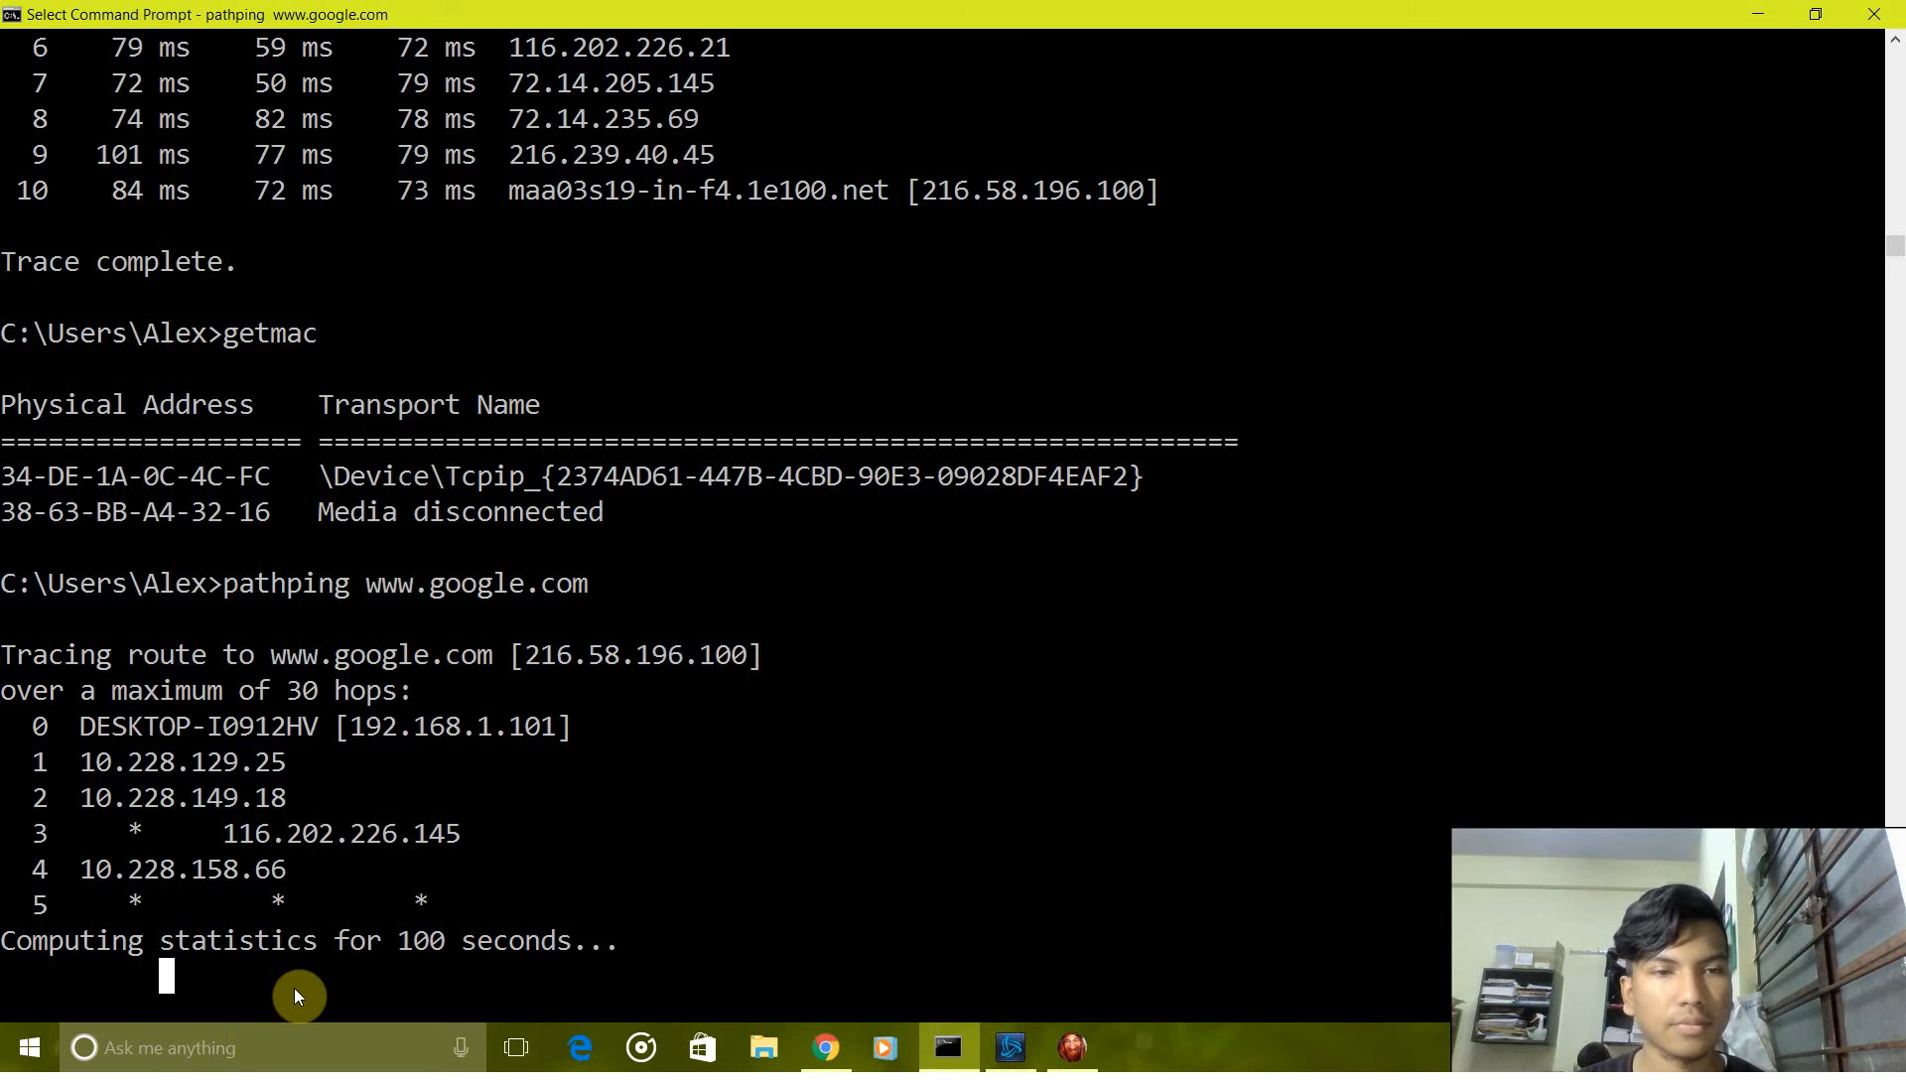 Select Command Prompt - pathping  www.google.com
6    79 ms    59 ms    72 ms  116.202.226.21
7    72 ms    50 ms    79 ms  72.14.205.145
8    74 ms    82 ms    78 ms  72.14.235.69
9   101 ms    77 ms    79 ms  216.239.40.45
10    84 ms    72 ms    73 ms  maa03s19-in-f4.1e100.net [216.58.196.100]
Trace complete.
C:\Users\Alex>getmac
Physical Address    Transport Name
=================== ==========================================================
34-DE-1A-0C-4C-FC   \Device\Tcpip_{2374AD61-447B-4CBD-90E3-09028DF4EAF2}
38-63-BB-A4-32-16   Media disconnected
C:\Users\Alex>pathping www.google.com
Tracing route to www.google.com [216.58.196.100]
over a maximum of 30 hops:
0  DESKTOP-I0912HV [192.168.1.101]
1  10.228.129.25
2  10.228.149.18
3     *     116.202.226.145
4  10.228.158.66
5     *        *        *
Computing statistics for 100 seconds...
Ask me anything